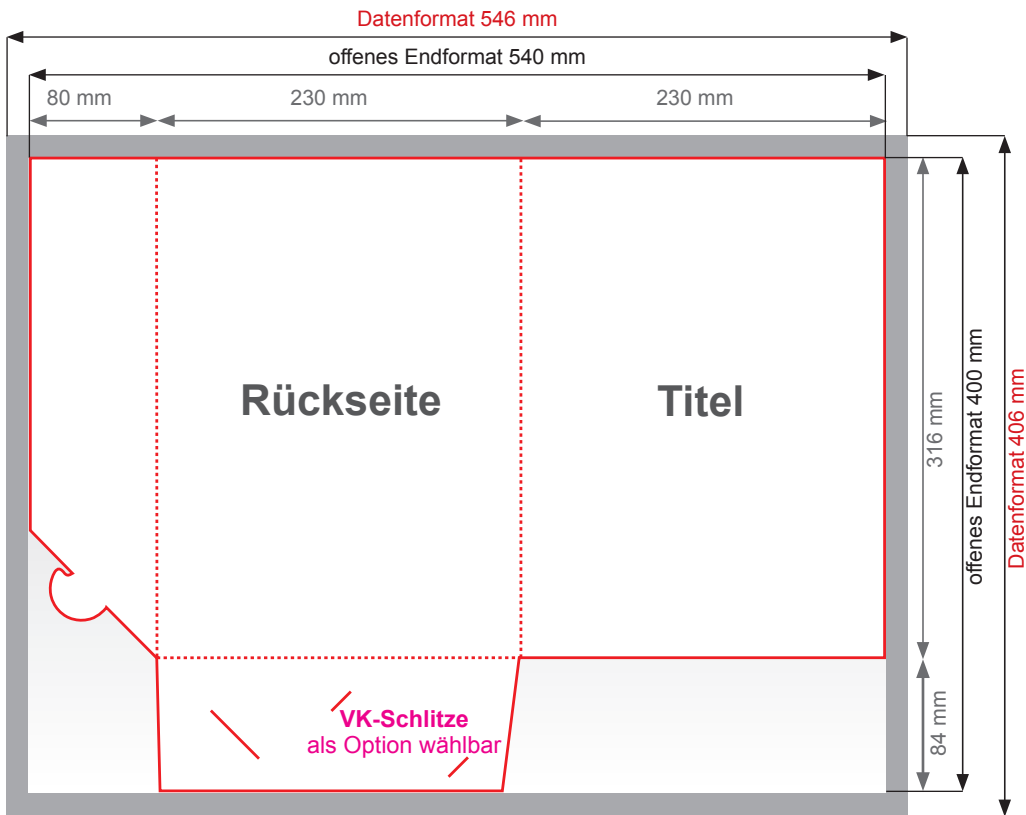 Datenformat 546 mm
offenes Endformat 540 mm
80 mm
230 mm
230 mm
Rückseite
Titel
316 mm
offenes Endformat 400 mm
Datenformat 406 mm
VK-Schlitze
als Option wählbar
84 mm